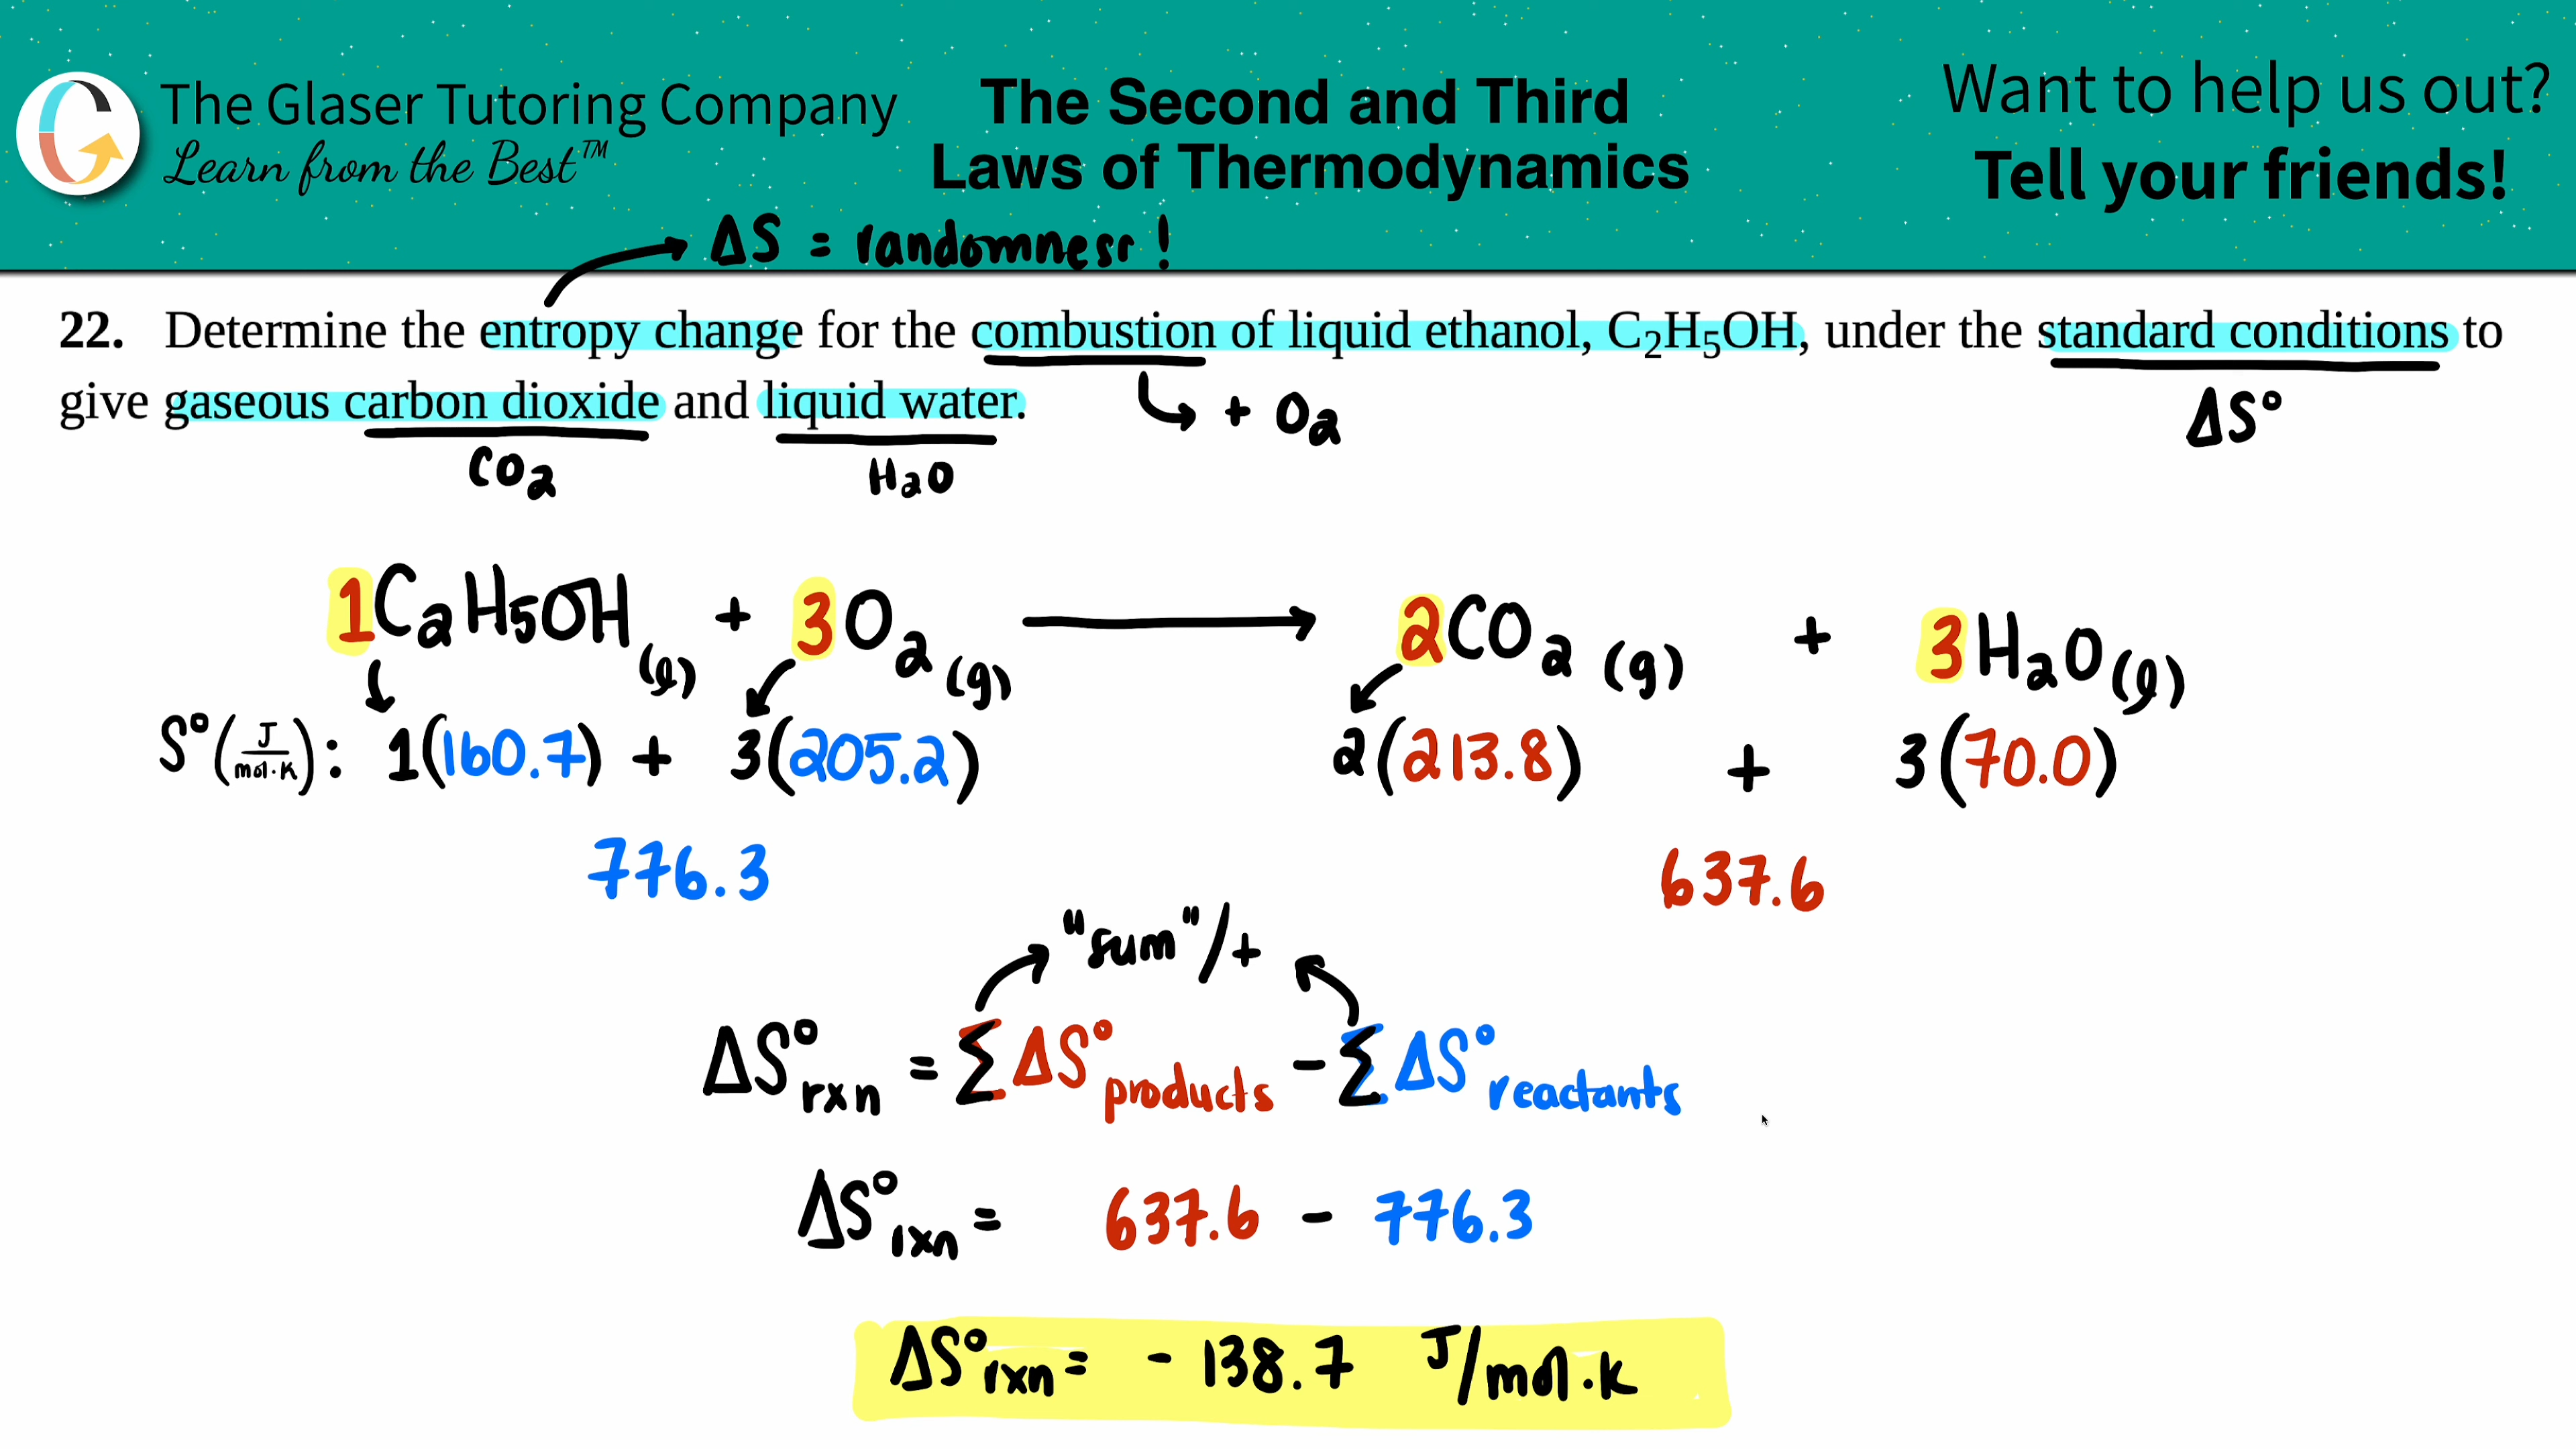 The Glaser Tutoring Company
Learn from the Best™
The Second and Third
Laws of Thermodynamics
Want to help us out?
Tell your friends!
ΔS = randomness!
22. Determine the entropy change for the combustion of liquid ethanol, C₂H₅OH, under the standard conditions to
give gaseous carbon dioxide and liquid water.
+ O₂
ΔS°
CO₂
H₂O
1C₂H₅OH(l) + 3O₂(g) ⟶ 2CO₂(g) + 3H₂O(l)
S°(J/mol·K): 1(160.7) + 3(205.2) 2(213.8) + 3(70.0)
776.3 637.6
"sum"/+
ΔS°rxn = ΣΔS°products − ΣΔS°reactants
ΔS°rxn = 637.6 - 776.3
ΔS°rxn = - 138.7 J/mol·K